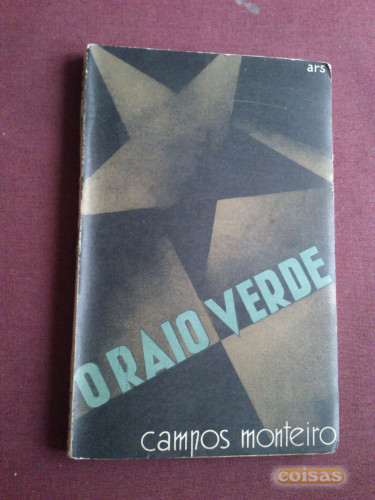 ars
O RAIO VERDE
campos monteiro
coisas